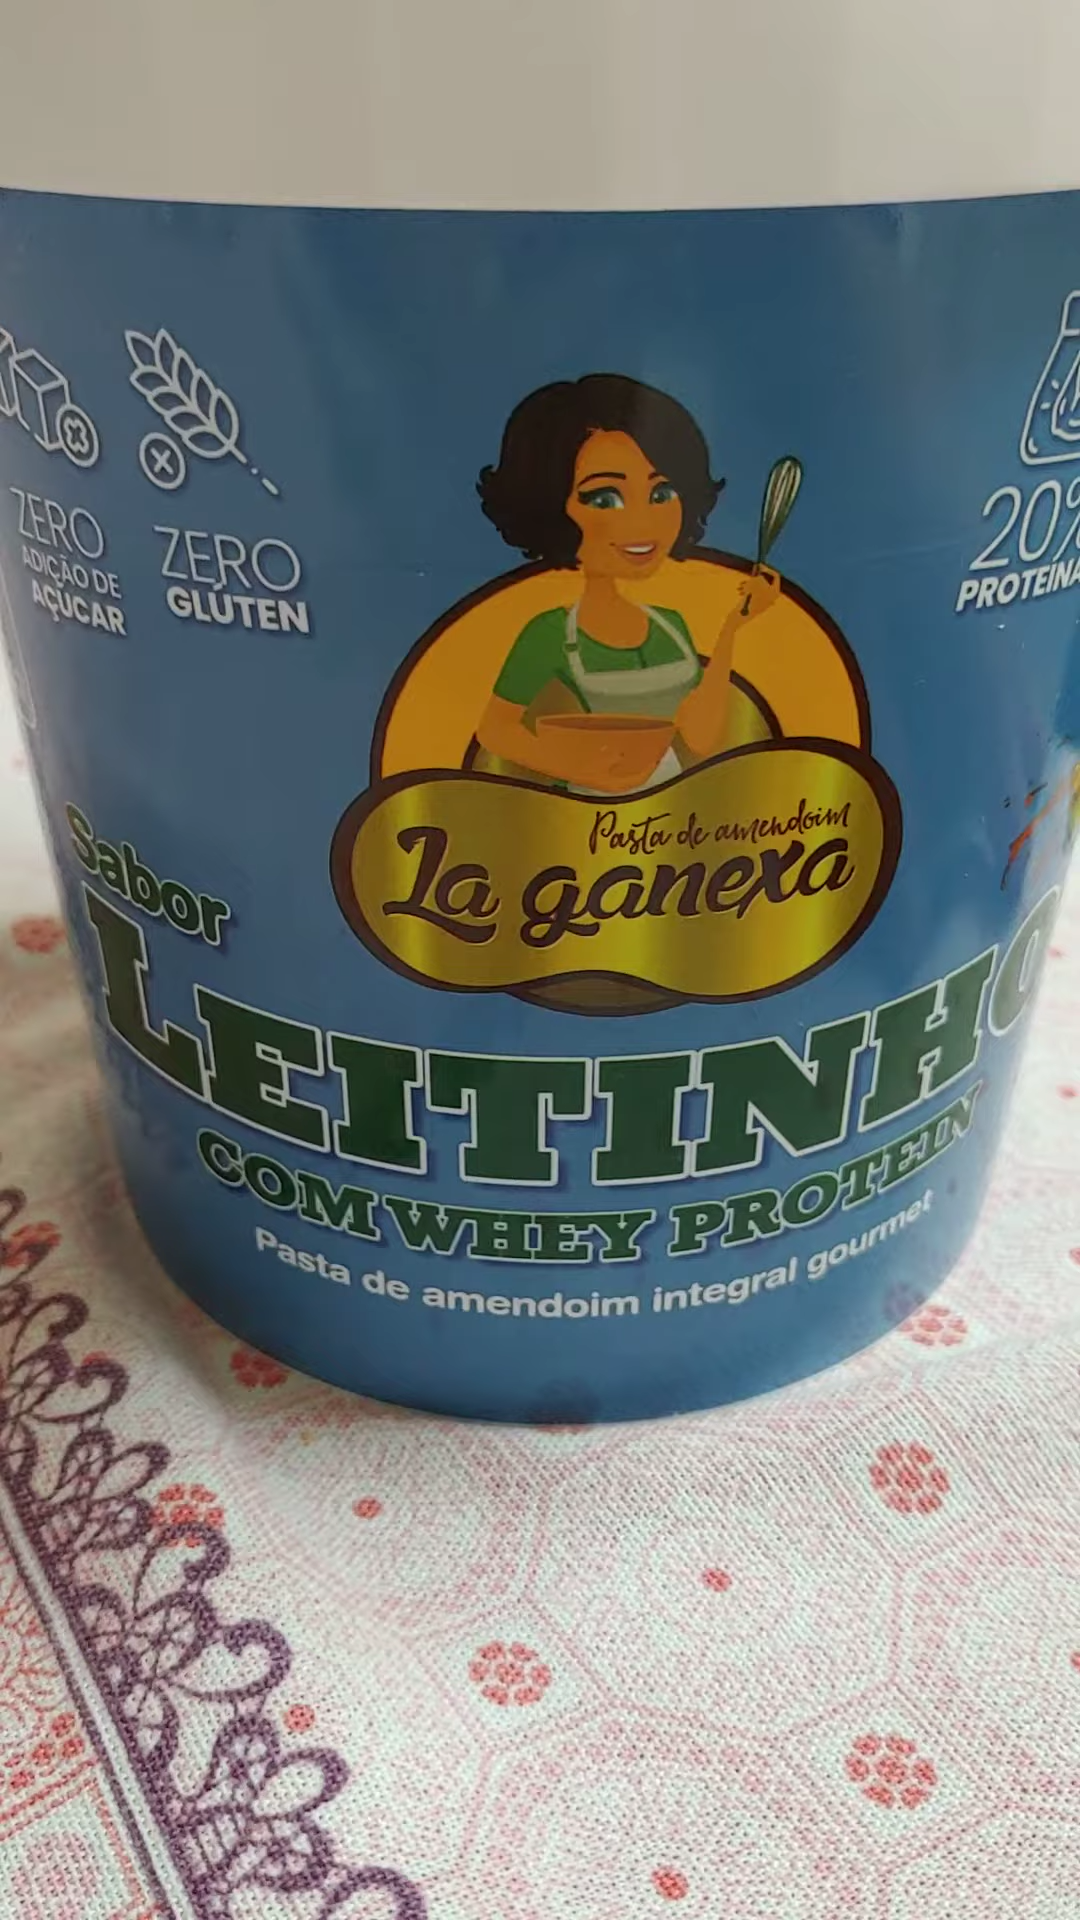 ZERO
ADIÇÃO DE
AÇÚCAR
ZERO
GLÚTEN
20%
PROTEÍNA
Pasta de amendoim
La ganexa
Sabor
LEITINHO
COM WHEY PROTEIN
Pasta de amendoim integral gourmet